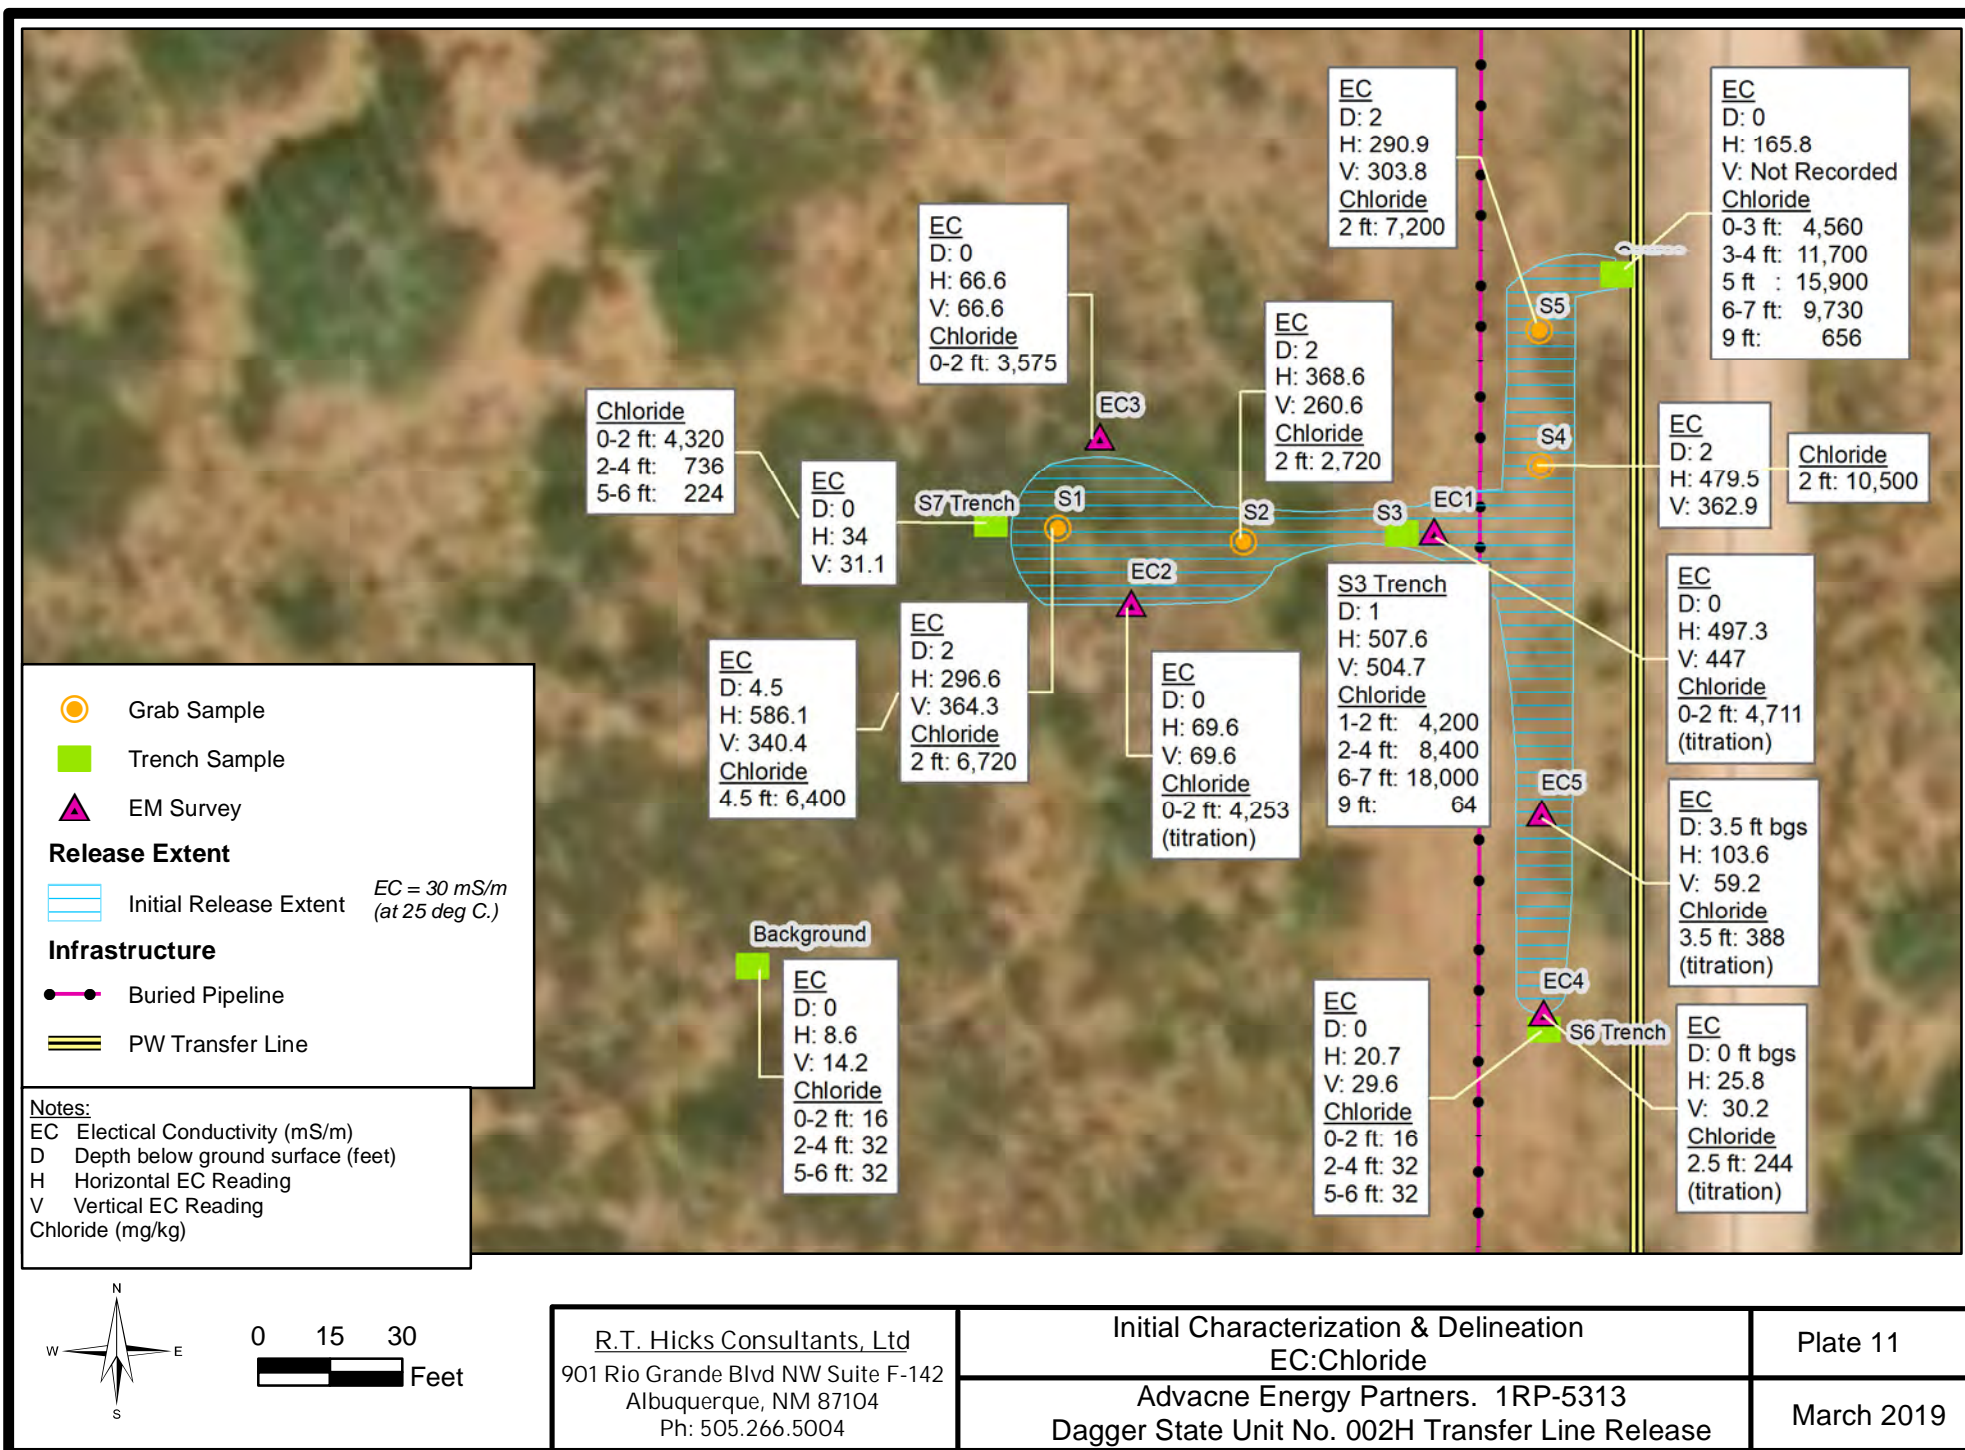 EC
D: 2
H: 290.9
V: 303.8
Chloride
2 ft: 7,200
EC
D: 0
H: 165.8
V: Not Recorded
Chloride
0-3 ft: 4,560
3-4 ft: 11,700
5 ft : 15,900
6-7 ft: 9,730
9 ft: 656
EC
D: 0
H: 66.6
V: 66.6
Chloride
0-2 ft: 3,575
EC
D: 2
H: 368.6
V: 260.6
Chloride
2 ft: 2,720
S5
EC3
Chloride
0-2 ft: 4,320
2-4 ft: 736
5-6 ft: 224
EC
D: 0
H: 34
V: 31.1
S7 Trench
S1
S2
S3
EC1
S4
EC
D: 2
H: 479.5
V: 362.9
Chloride
2 ft: 10,500
EC2
EC
D: 4.5
H: 586.1
V: 340.4
Chloride
4.5 ft: 6,400
EC
D: 2
H: 296.6
V: 364.3
Chloride
2 ft: 6,720
EC
D: 0
H: 69.6
V: 69.6
Chloride
0-2 ft: 4,253
(titration)
S3 Trench
D: 1
H: 507.6
V: 504.7
Chloride
1-2 ft: 4,200
2-4 ft: 8,400
6-7 ft: 18,000
9 ft: 64
EC
D: 0
H: 497.3
V: 447
Chloride
0-2 ft: 4,711
(titration)
EC5
EC
D: 3.5 ft bgs
H: 103.6
V: 59.2
Chloride
3.5 ft: 388
(titration)
Background
EC
D: 0
H: 8.6
V: 14.2
Chloride
0-2 ft: 16
2-4 ft: 32
5-6 ft: 32
EC4
S6 Trench
EC
D: 0
H: 20.7
V: 29.6
Chloride
0-2 ft: 16
2-4 ft: 32
5-6 ft: 32
EC
D: 0 ft bgs
H: 25.8
V: 30.2
Chloride
2.5 ft: 244
(titration)
Grab Sample
Trench Sample
EM Survey
Release Extent
Initial Release Extent
EC = 30 mS/m
(at 25 deg C.)
Infrastructure
Buried Pipeline
PW Transfer Line
Notes:
EC Electical Conductivity (mS/m)
D Depth below ground surface (feet)
H Horizontal EC Reading
V Vertical EC Reading
Chloride (mg/kg)
N
W E
S
0 15 30
Feet
R.T. Hicks Consultants, Ltd
901 Rio Grande Blvd NW Suite F-142
Albuquerque, NM 87104
Ph: 505.266.5004
Initial Characterization & Delineation
EC:Chloride
Advacne Energy Partners. 1RP-5313
Dagger State Unit No. 002H Transfer Line Release
Plate 11
March 2019